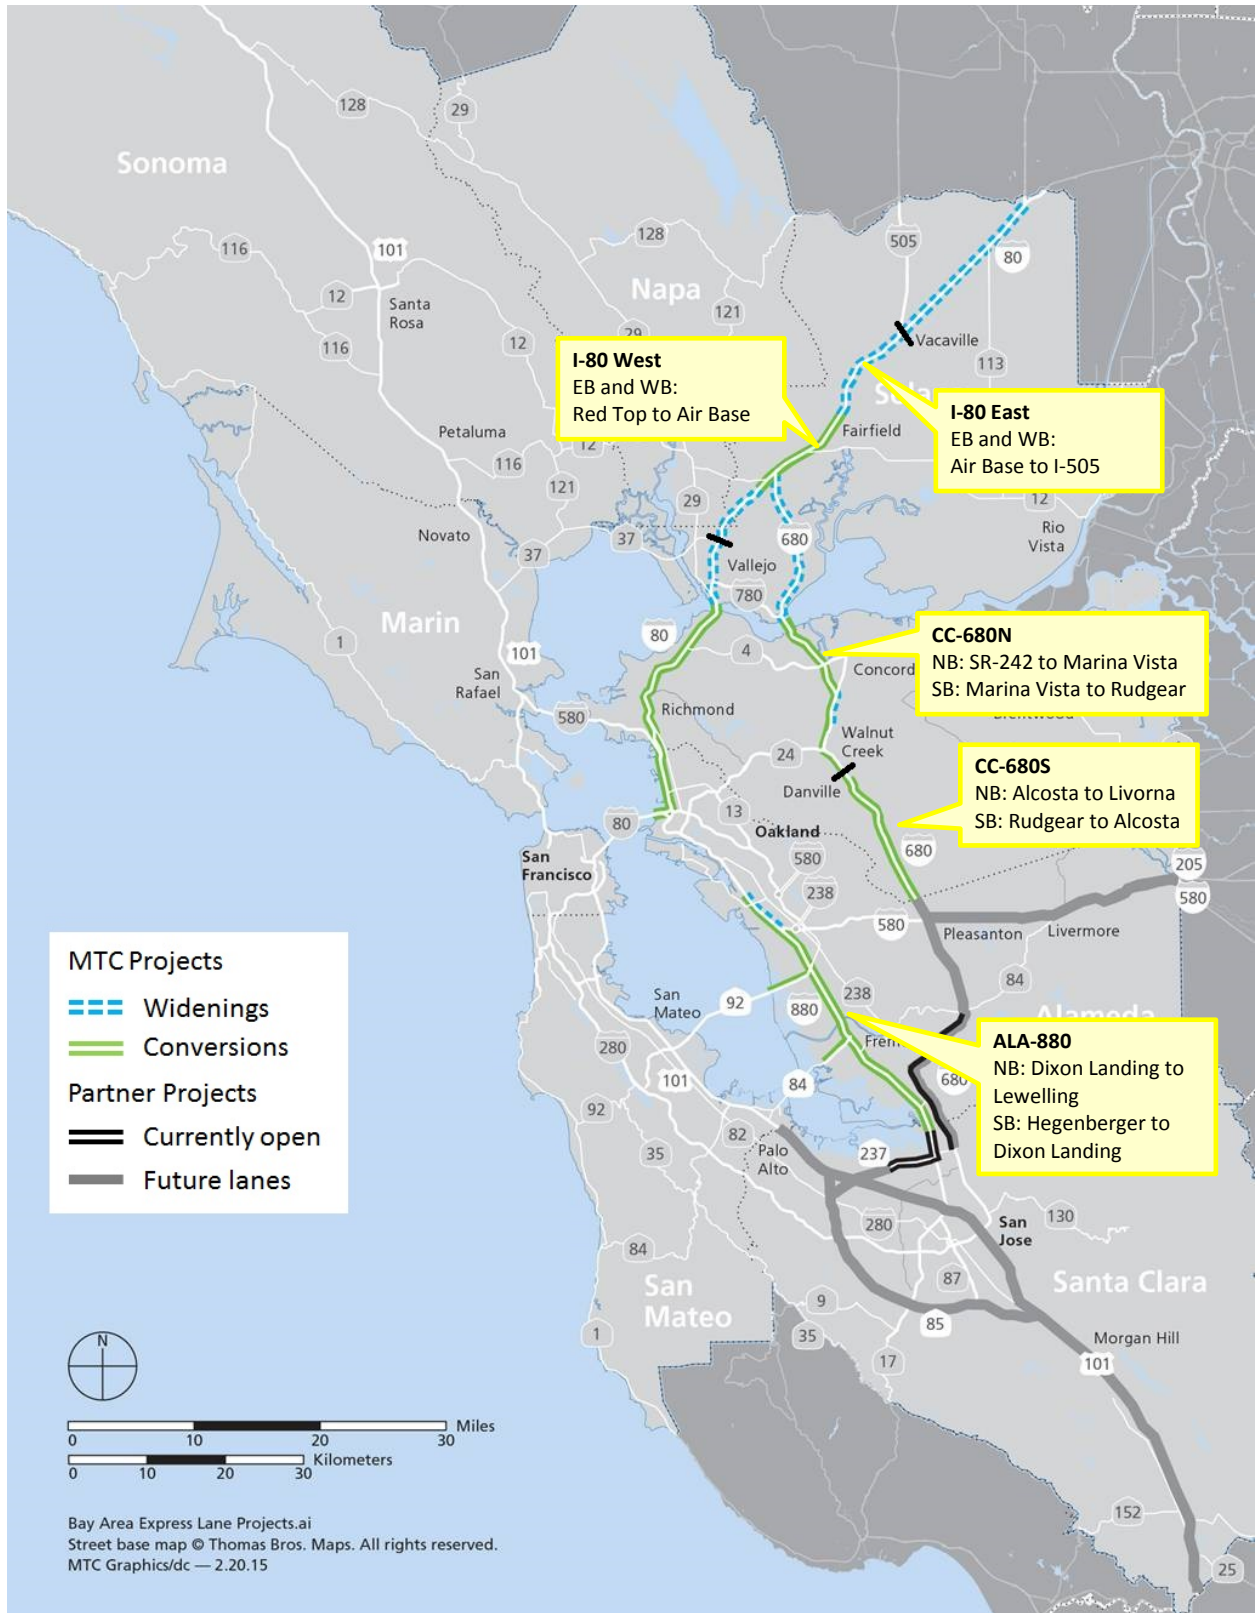 128
29
Sonoma
116
101
128
505
80
12
Santa
Rosa
Napa
121
29
116
12
Vacaville
113
I-80 West
EB and WB:
Red Top to Air Base
I-80 East
EB and WB:
Air Base to I-505
Fairfield
Petaluma
116
12
121
29
12
Rio
Vista
Novato
37
37
680
Vallejo
780
Marin
1
101
80
4
Concord
CC-680N
NB: SR-242 to Marina Vista
SB: Marina Vista to Rudgear
San
Rafael
580
Richmond
Walnut
Creek
24
Danville
CC-680S
NB: Alcosta to Livorna
SB: Rudgear to Alcosta
13
80
Oakland
580
680
205
San
Francisco
238
580
580
Pleasanton
Livermore
MTC Projects
Widenings
Conversions
Partner Projects
Currently open
Future lanes
84
San
Mateo
92
880
238
Alameda
280
101
84
680
ALA-880
NB: Dixon Landing to
Lewelling
SB: Hegenberger to
Dixon Landing
92
82
35
Palo
Alto
237
280
San
Jose
130
84
87
Santa Clara
San
Mateo
9
85
35
1
17
Morgan Hill
101
N
Miles
0 10 20 30
Kilometers
0 10 20 30
152
25
Bay Area Express Lane Projects.ai
Street base map © Thomas Bros. Maps. All rights reserved.
MTC Graphics/dc — 2.20.15